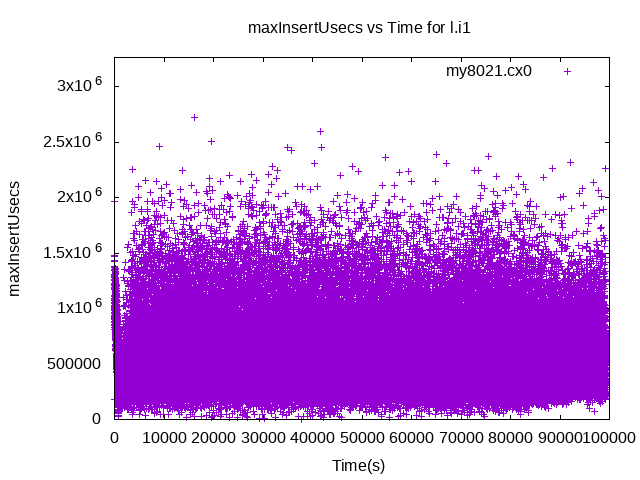 maxInsertUsecs vs Time for l.i1
my8021.cx0
maxInsertUsecs
3x10^6
2.5x10^6
2x10^6
1.5x10^6
1x10^6
500000
0
0 10000 20000 30000 40000 50000 60000 70000 80000 90000 100000
Time(s)